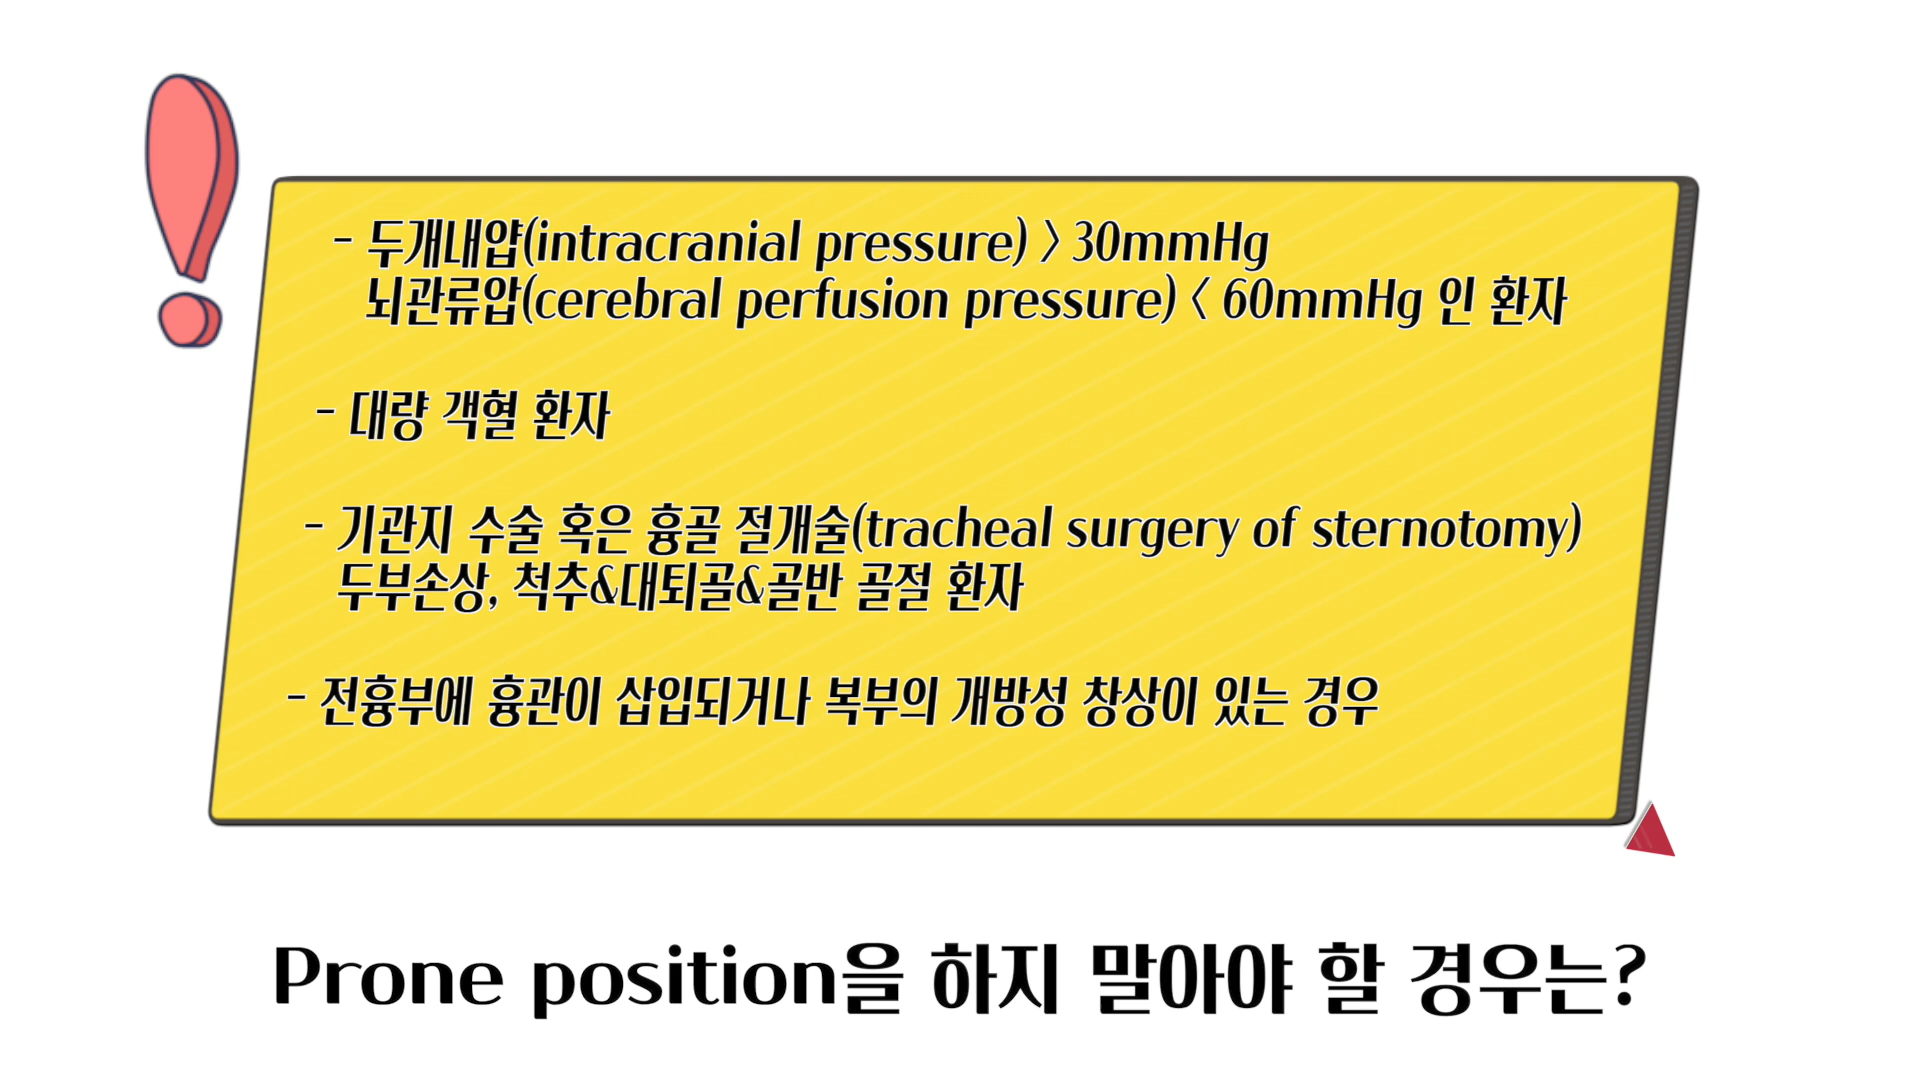 - 두개내압(intracranial pressure) > 30mmHg
뇌관류압(cerebral perfusion pressure) < 60mmHg 인 환자
- 대량 객혈 환자
- 기관지 수술 혹은 흉골 절개술(tracheal surgery of sternotomy)
두부손상, 척추&대퇴골&골반 골절 환자
- 전흉부에 흉관이 삽입되거나 복부의 개방성 창상이 있는 경우
Prone position을 하지 말아야 할 경우는?